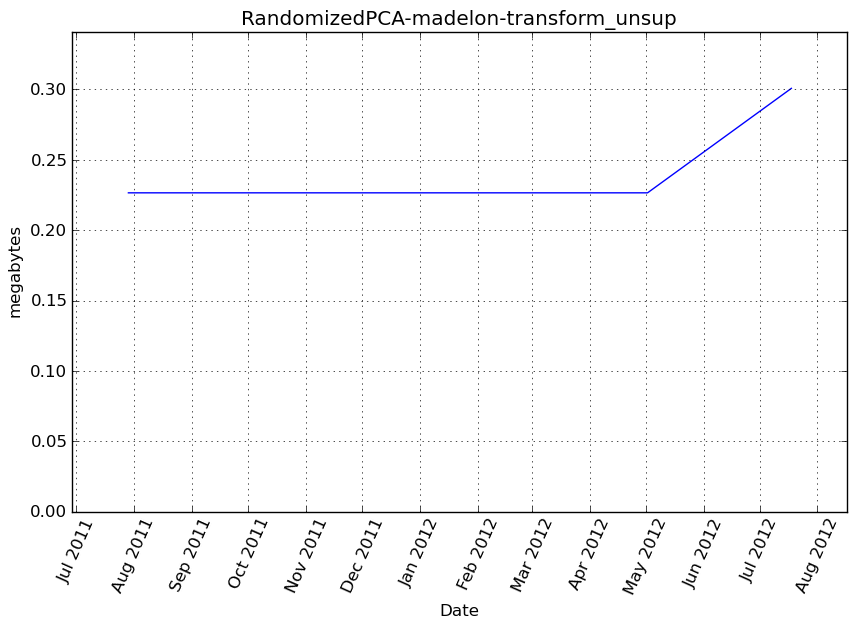 RandomizedPCA-madelon-transform_unsup
megabytes
0.30
0.25
0.20
0.15
0.10
0.05
0.00
Jul 2011
Aug 2011
Sep 2011
Oct 2011
Nov 2011
Dec 2011
Jan 2012
Feb 2012
Mar 2012
Apr 2012
May 2012
Jun 2012
Jul 2012
Aug 2012
Date